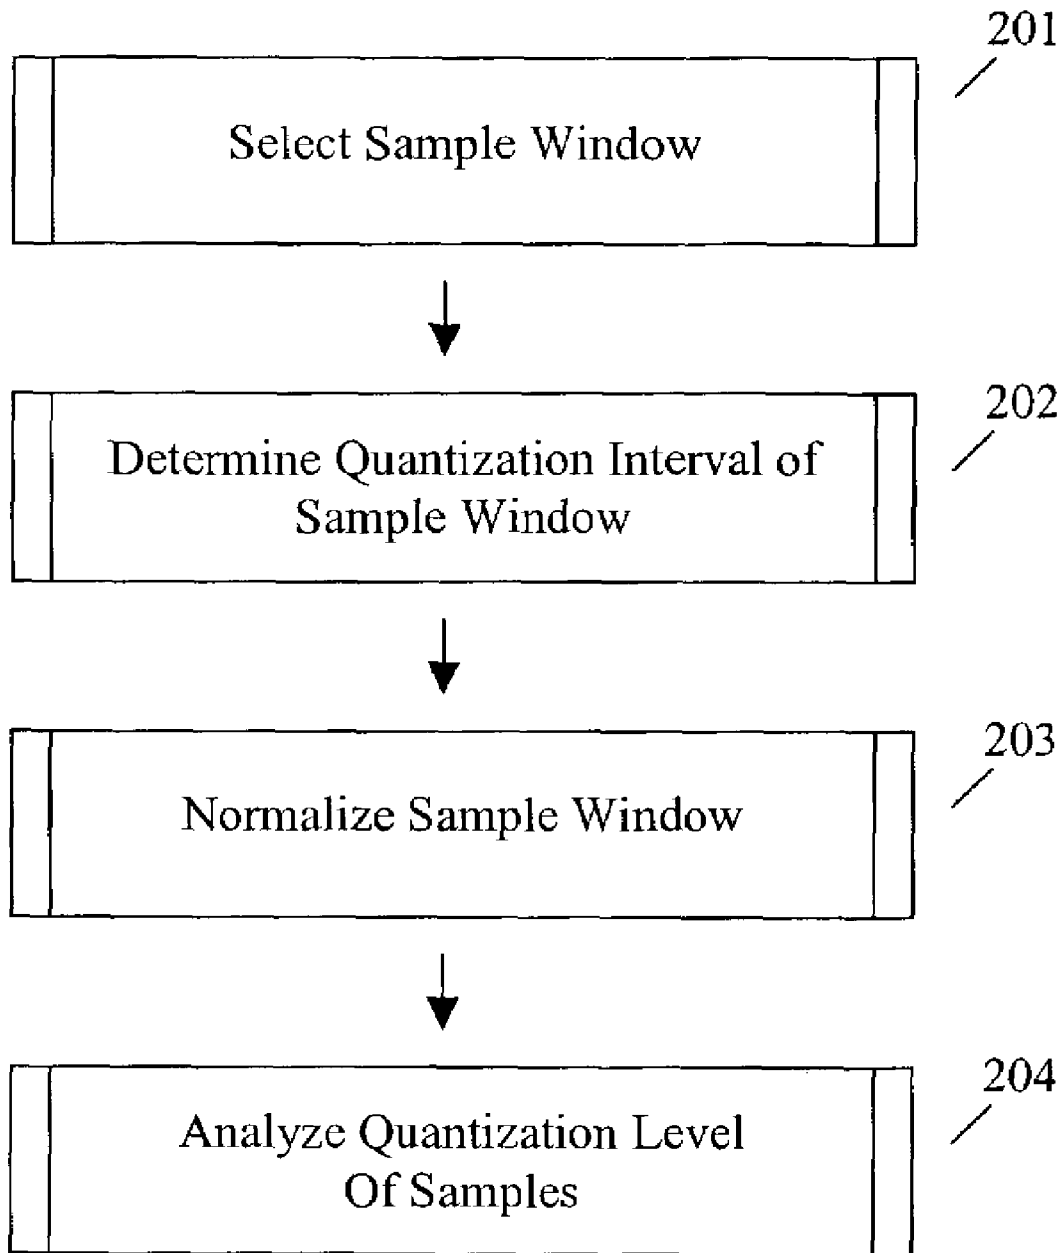 201
Select Sample Window
202
Determine Quantization Interval of
Sample Window
203
Normalize Sample Window
204
Analyze Quantization Level
Of Samples